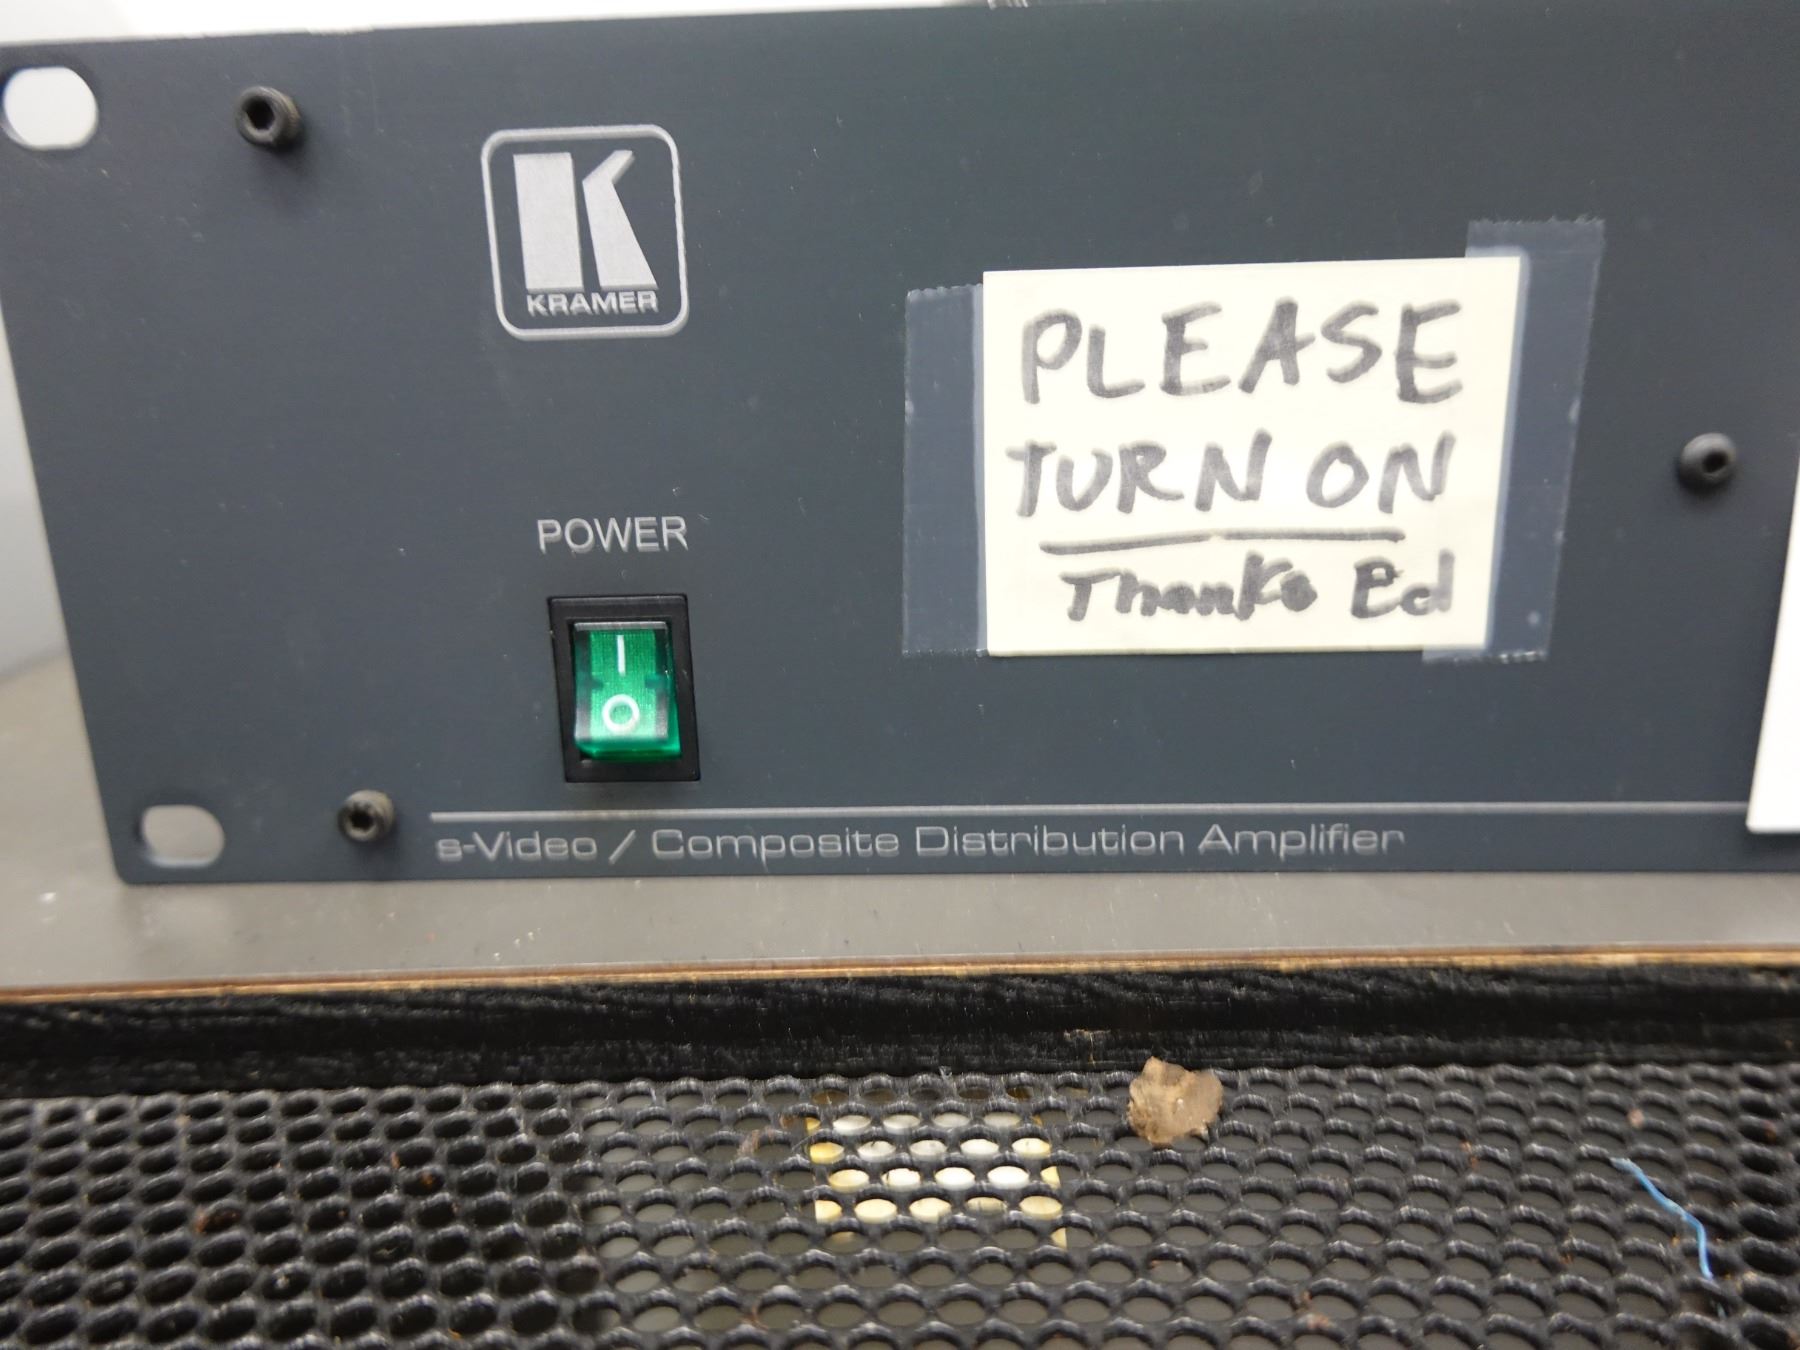 K
KRAMER
POWER
I
O
PLEASE
TURN ON
Thanks Ed
s-Video / Composite Distribution Amplifier